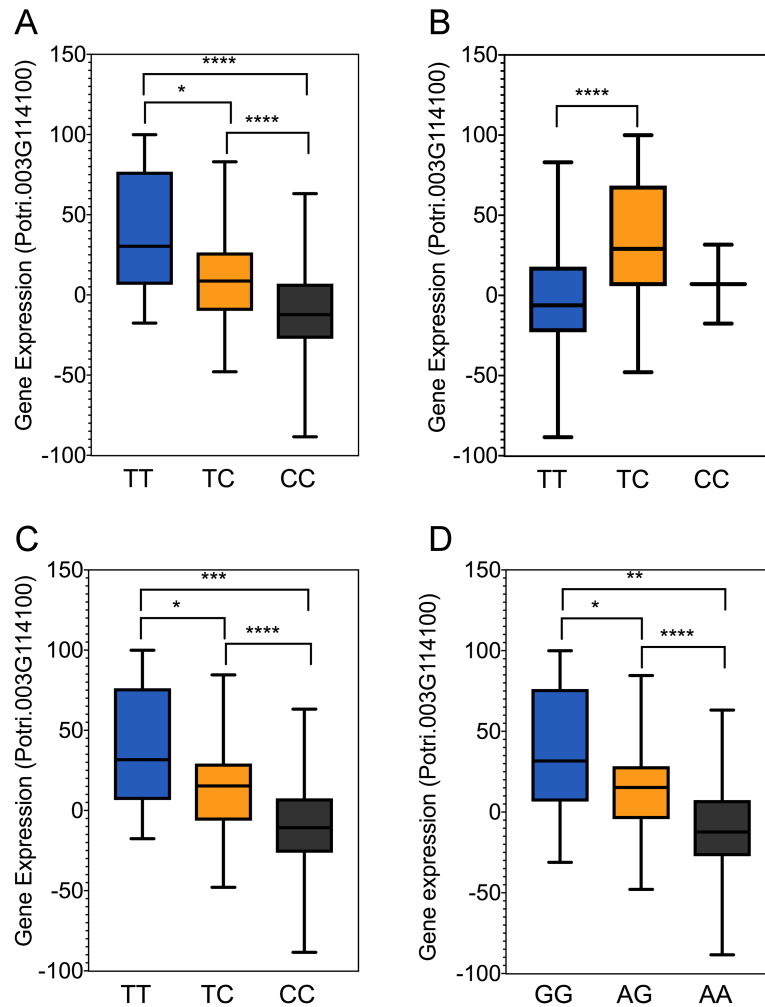 A
Gene Expression (Potri.003G114100)
150
100
50
0
-50
-100
****
*
****
TT TC CC
B
Gene Expression (Potri.003G114100)
150
100
50
0
-50
-100
****
TT TC CC
C
Gene Expression (Potri.003G114100)
150
100
50
0
-50
-100
***
*
****
TT TC CC
D
Gene expression (Potri.003G114100)
150
100
50
0
-50
-100
**
*
****
GG AG AA